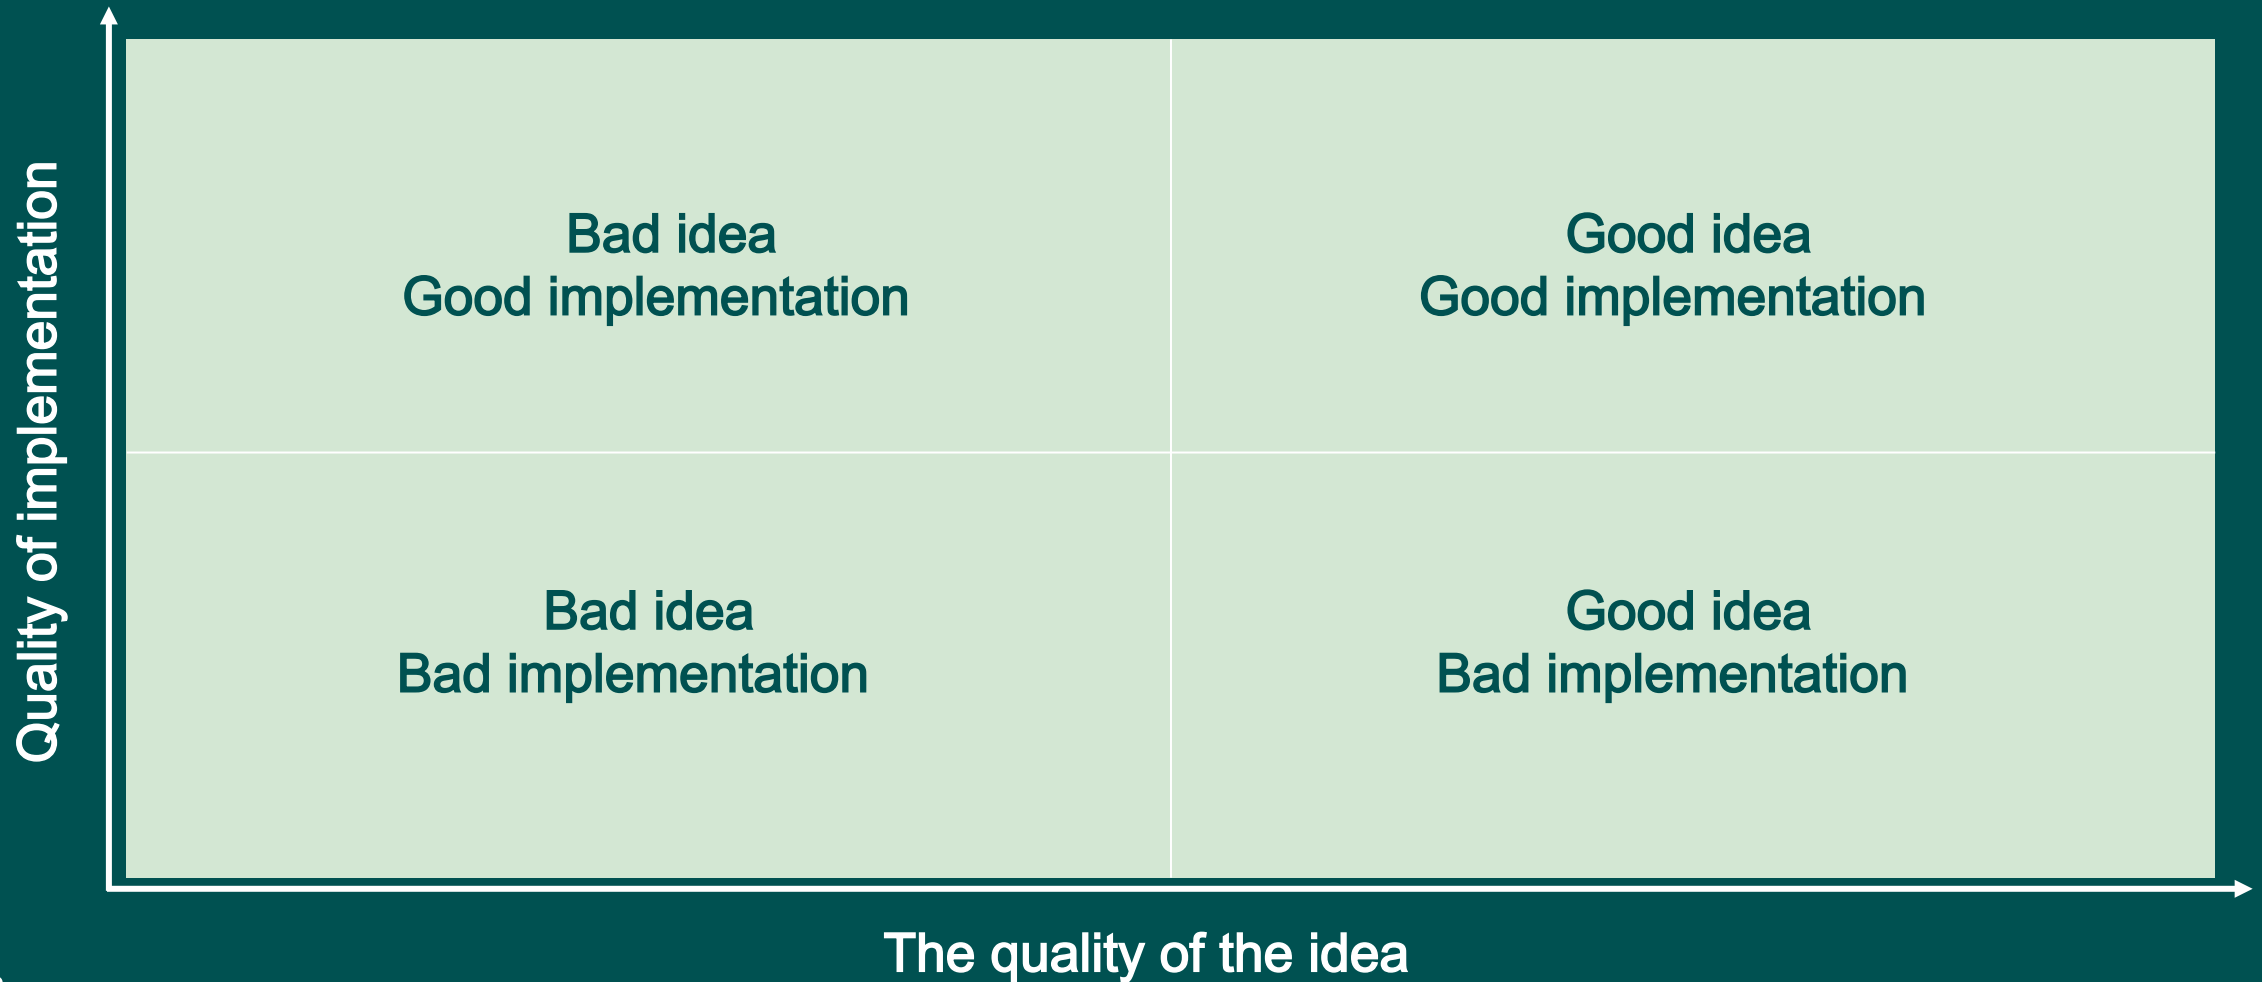 Quality of implementation
Bad idea
Good implementation
Good idea
Good implementation
Bad idea
Bad implementation
Good idea
Bad implementation
The quality of the idea